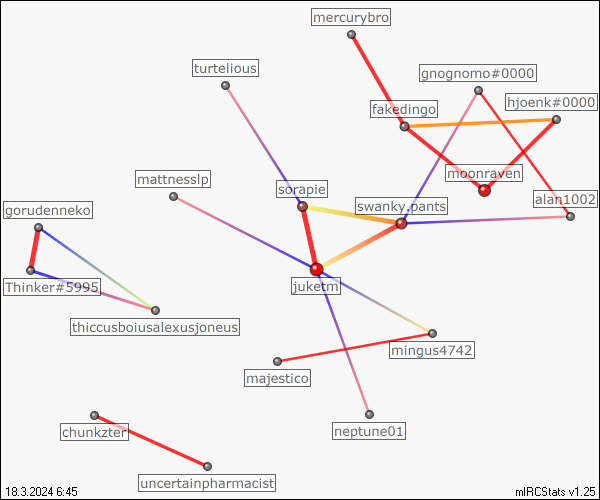 mercurybro
turtelious
gnognomo#0000
hjoenk#0000
fakedingo
moonraven
mattnesslp
sorapie
alan1002
swanky.pants
gorudenneko
Thinker#5995
juketm
thiccusboiusalexusjoneus
mingus4742
majestico
neptune01
chunkzter
uncertainpharmacist
18.3.2024 6:45
mIRCStats v1.25